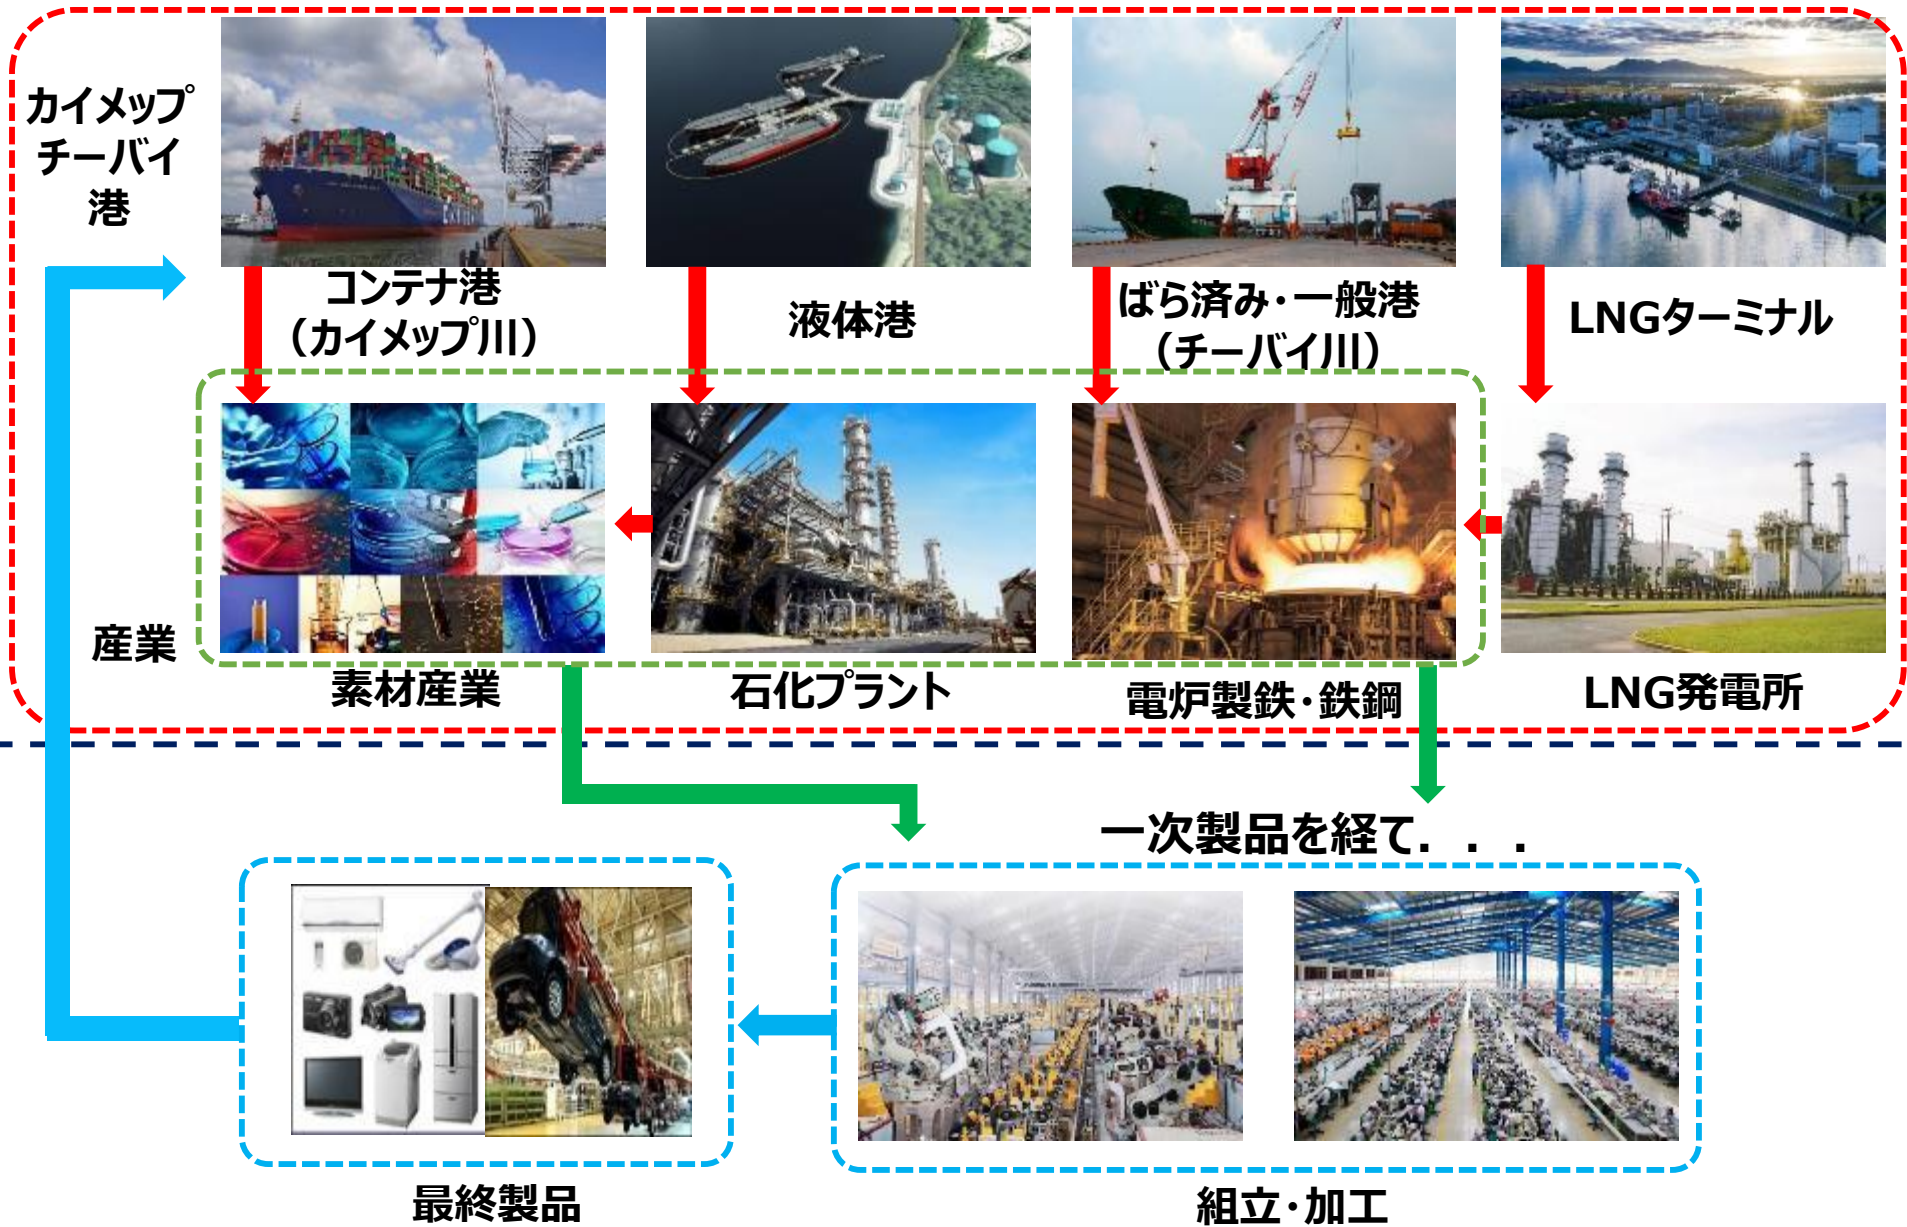 カイメップ
チーバイ
港
コンテナ港
（カイメップ川）
液体港
ばら済み・一般港
（チーバイ川）
LNGターミナル
産業
素材産業
石化プラント
電炉製鉄・鉄鋼
LNG発電所
一次製品を経て．．．
最終製品
組立・加工